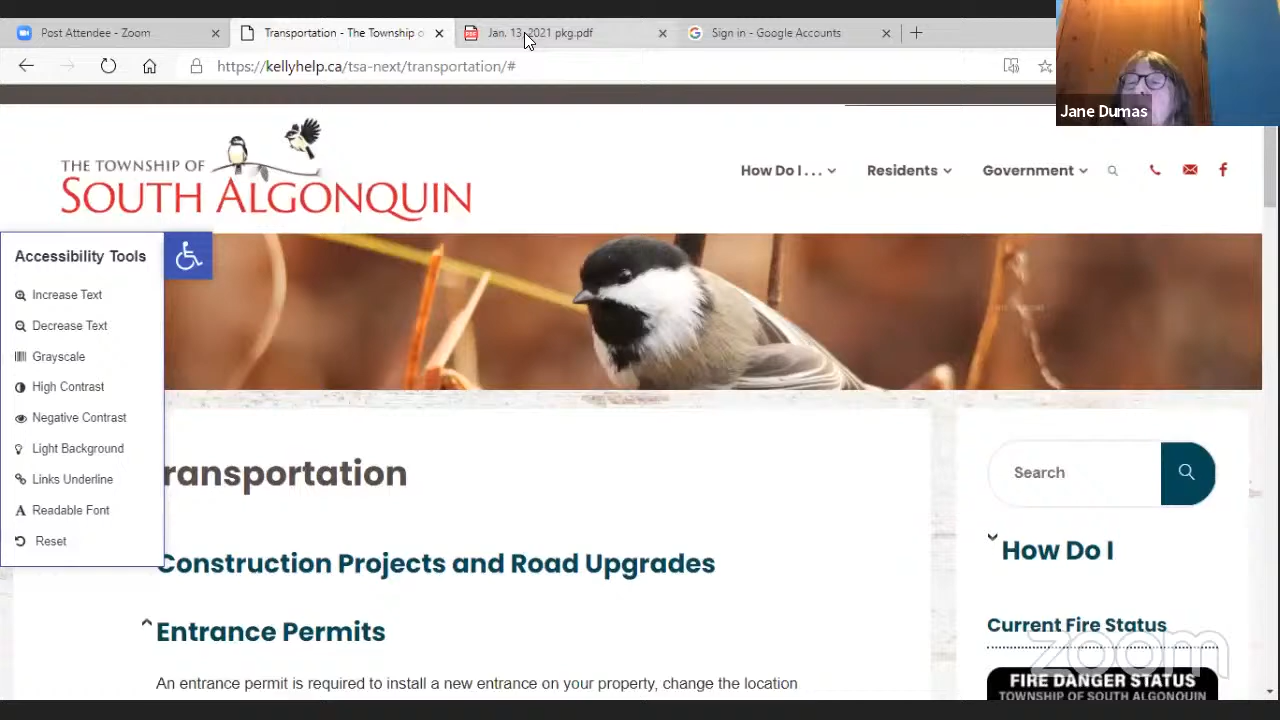 Post Attendee - Zoom
Transportation - The Township o
Jan. 13, 2021 pkg.pdf
Sign in - Google Accounts
https://kellyhelp.ca/tsa-next/transportation/#
Jane Dumas
THE TOWNSHIP OF
SOUTH ALGONQUIN
How Do I . . .
Residents
Government
Accessibility Tools
Increase Text
Decrease Text
Grayscale
High Contrast
Negative Contrast
Light Background
Links Underline
Readable Font
Reset
ransportation
Construction Projects and Road Upgrades
Entrance Permits
An entrance permit is required to install a new entrance on your property, change the location
Search
How Do I
Current Fire Status
FIRE DANGER STATUS
TOWNSHIP OF SOUTH ALGONQUIN
zoom